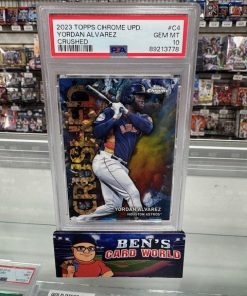 2023 TOPPS CHROME UPD. #C4
YORDAN ALVAREZ GEM MT
CRUSHED 10
PSA 89213778
CRUSHED
YORDAN ALVAREZ
HOUSTON ASTROS
BEN'S
CARD WORLD